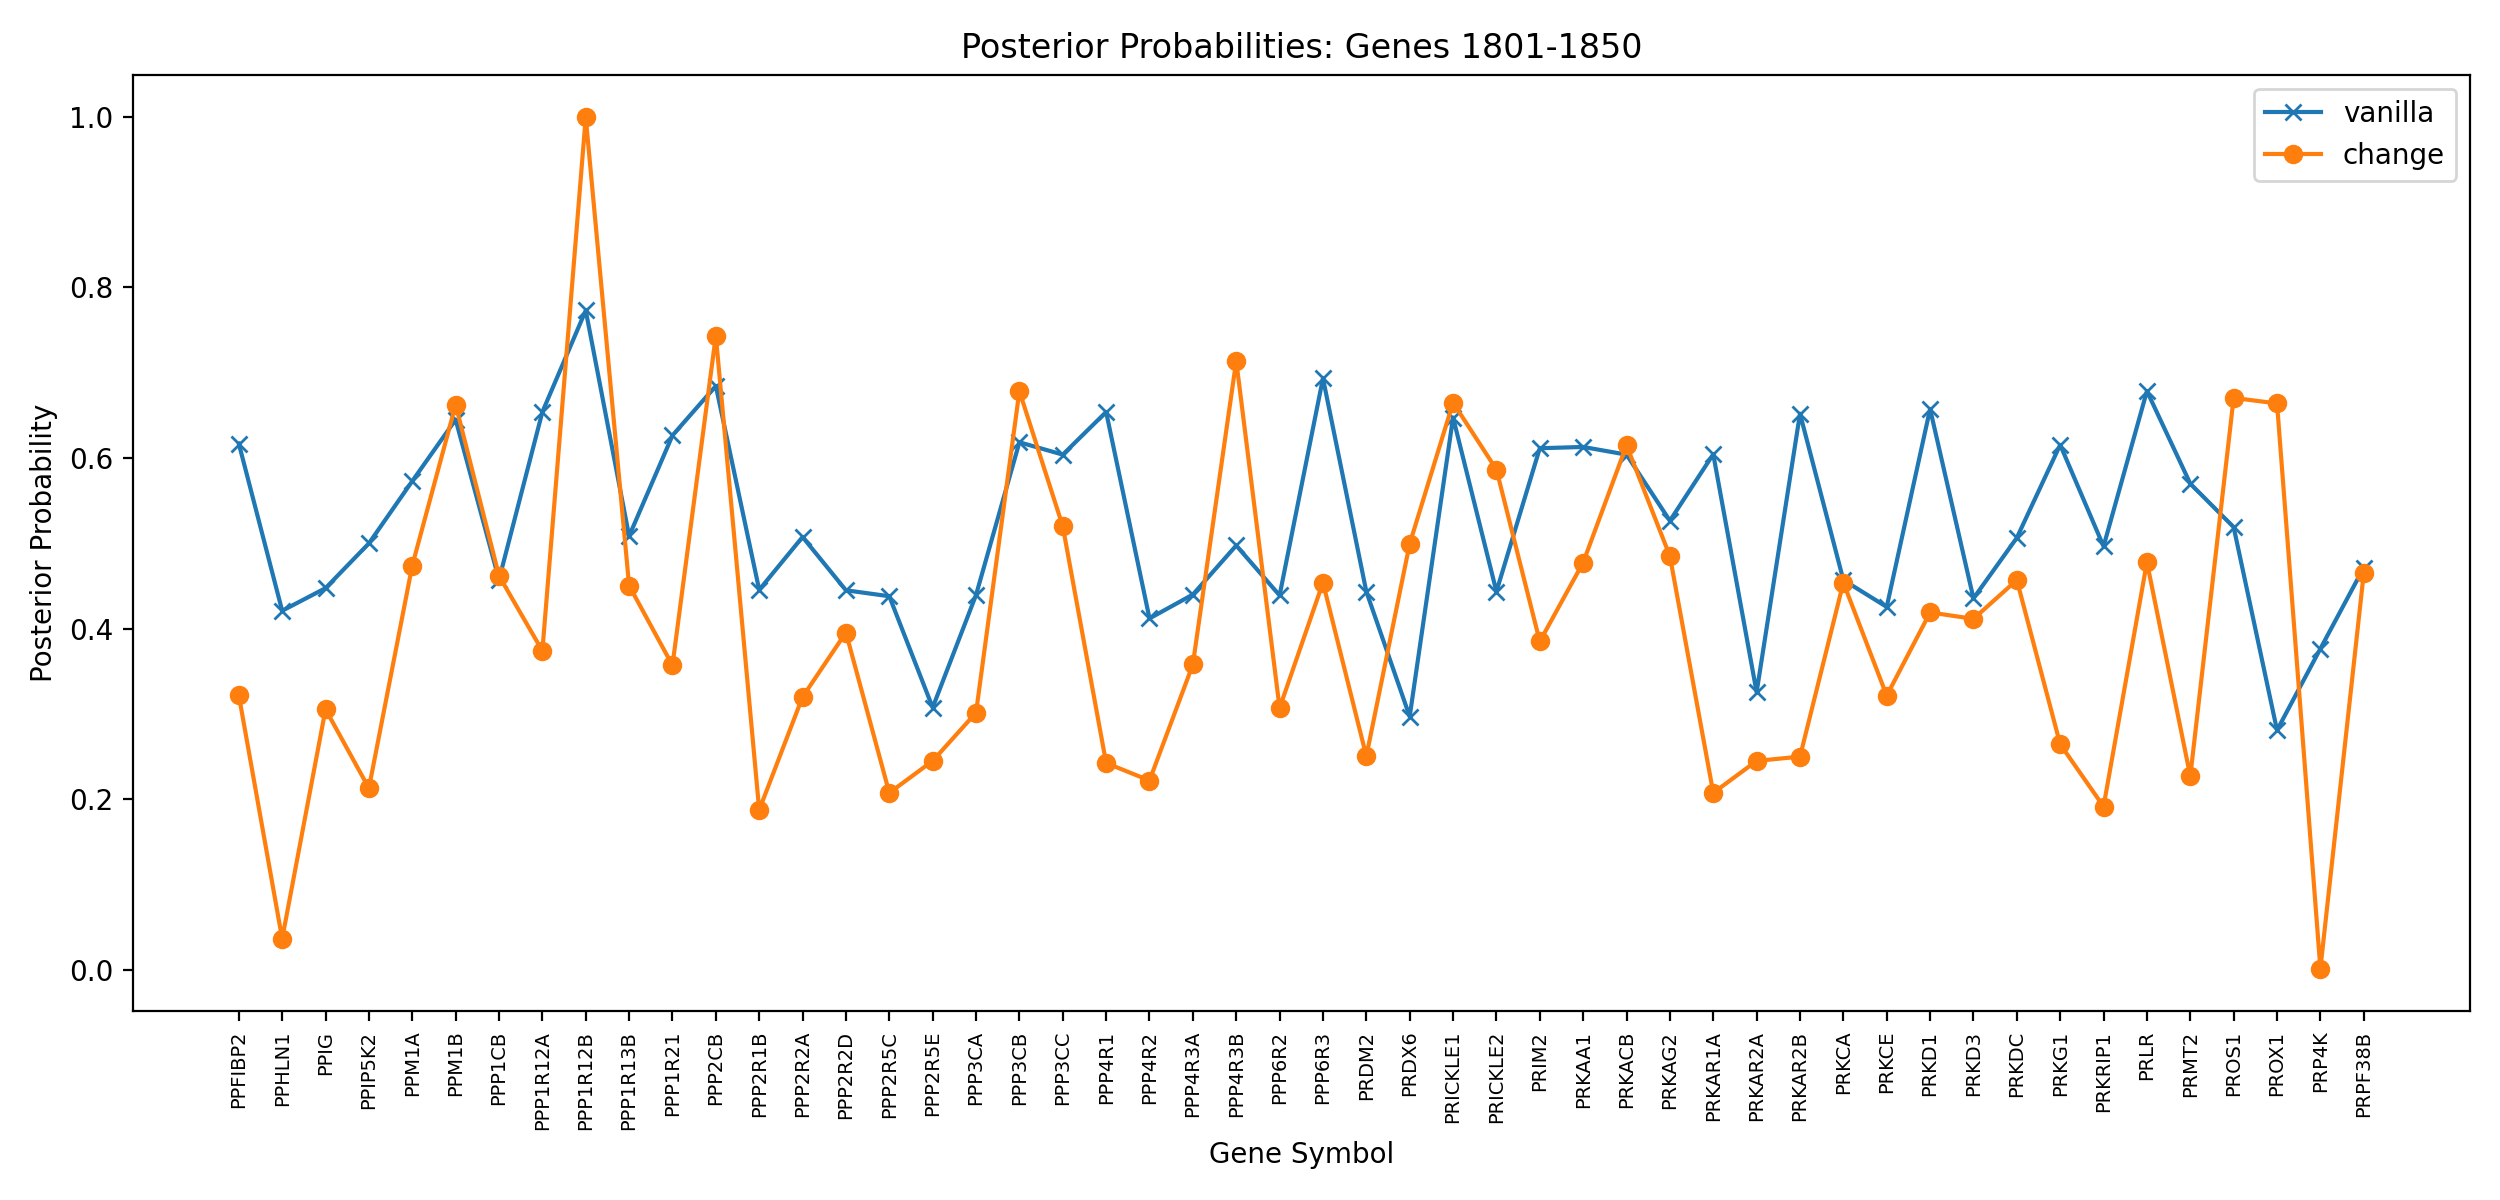 Posterior Probabilities: Genes 1801-1850
vanilla
change
Posterior Probability
1.0
0.8
0.6
0.4
0.2
0.0
PPFIBP2
PPHLN1
PPIG
PPIP5K2
PPM1A
PPM1B
PPP1CB
PPP1R12A
PPP1R12B
PPP1R13B
PPP1R21
PPP2CB
PPP2R1B
PPP2R2A
PPP2R2D
PPP2R5C
PPP2R5E
PPP3CA
PPP3CB
PPP3CC
PPP4R1
PPP4R2
PPP4R3A
PPP4R3B
PPP6R2
PPP6R3
PRDM2
PRDX6
PRICKLE1
PRICKLE2
PRIM2
PRKAA1
PRKACB
PRKAG2
PRKAR1A
PRKAR2A
PRKAR2B
PRKCA
PRKCE
PRKD1
PRKD3
PRKDC
PRKG1
PRKRIP1
PRLR
PRMT2
PROS1
PROX1
PRP4K
PRPF38B
Gene Symbol